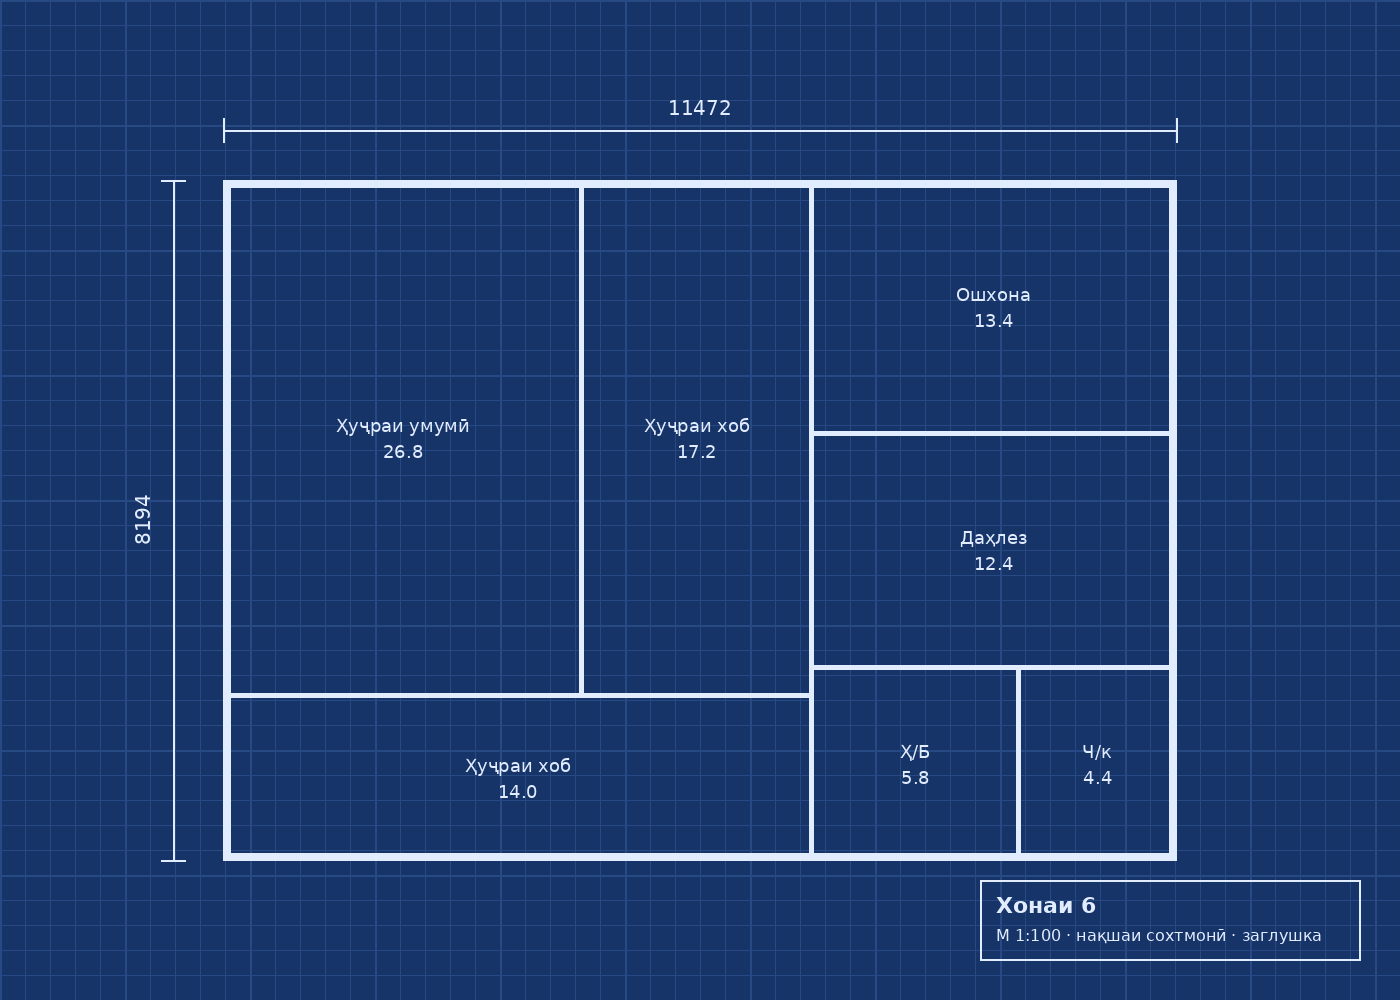 11472
8194
Ҳуҷраи умумӣ
26.8
Ҳуҷраи хоб
17.2
Ошхона
13.4
Даҳлез
12.4
Ҳуҷраи хоб
14.0
Ҳ/Б
5.8
Ч/к
4.4
Хонаи 6
М 1:100 · нақшаи сохтмонӣ · заглушка